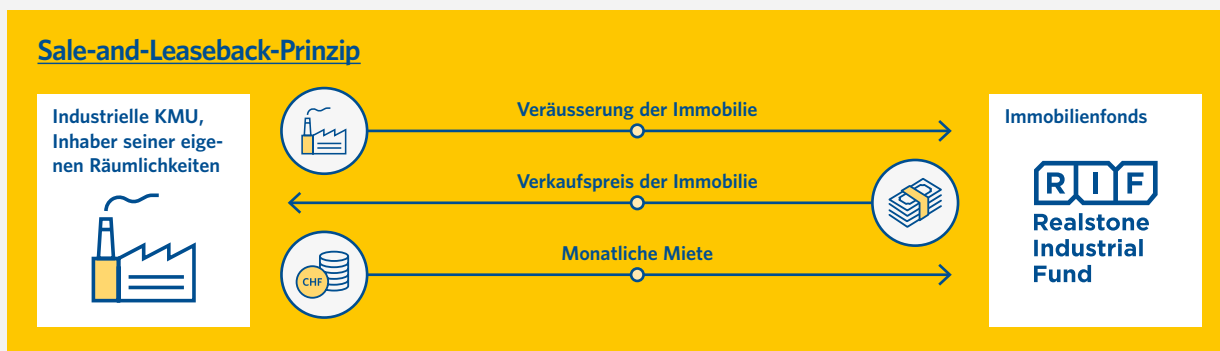 Sale-and-Leaseback-Prinzip
Industrielle KMU,
Inhaber seiner eige-
nen Räumlichkeiten
Veräusserung der Immobilie
Verkaufspreis der Immobilie
Monatliche Miete
CHF
Immobilienfonds
RIF
Realstone
Industrial
Fund